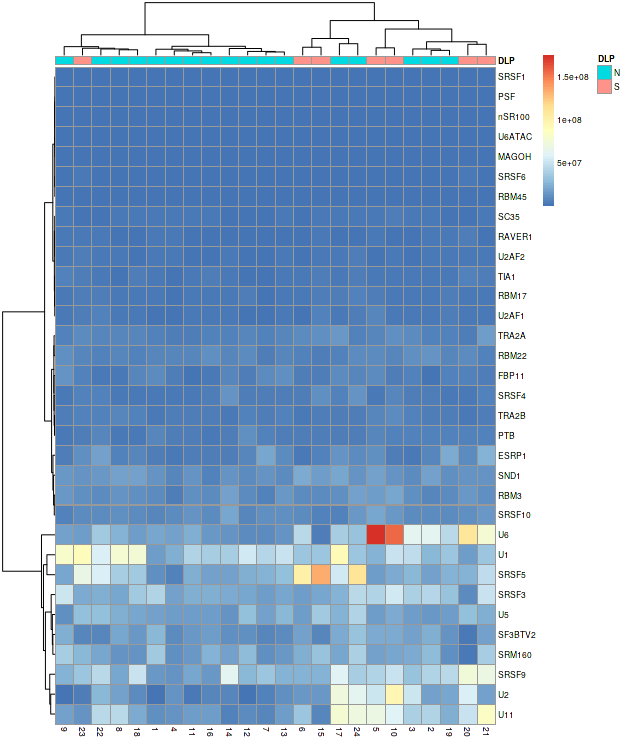 DLP
SRSF1
PSF
nSR100
U6ATAC
MAGOH
SRSF6
RBM45
SC35
RAVER1
U2AF2
TIA1
RBM17
U2AF1
TRA2A
RBM22
FBP11
SRSF4
TRA2B
PTB
ESRP1
SND1
RBM3
SRSF10
U6
U1
SRSF5
SRSF3
U5
SF3BTV2
SRM160
SRSF9
U2
U11
9 23 22 8 18 1 4 11 16 14 12 7 13 6 15 17 24 5 10 3 2 19 20 21
1.5e+08
1e+08
5e+07
DLP
N
S